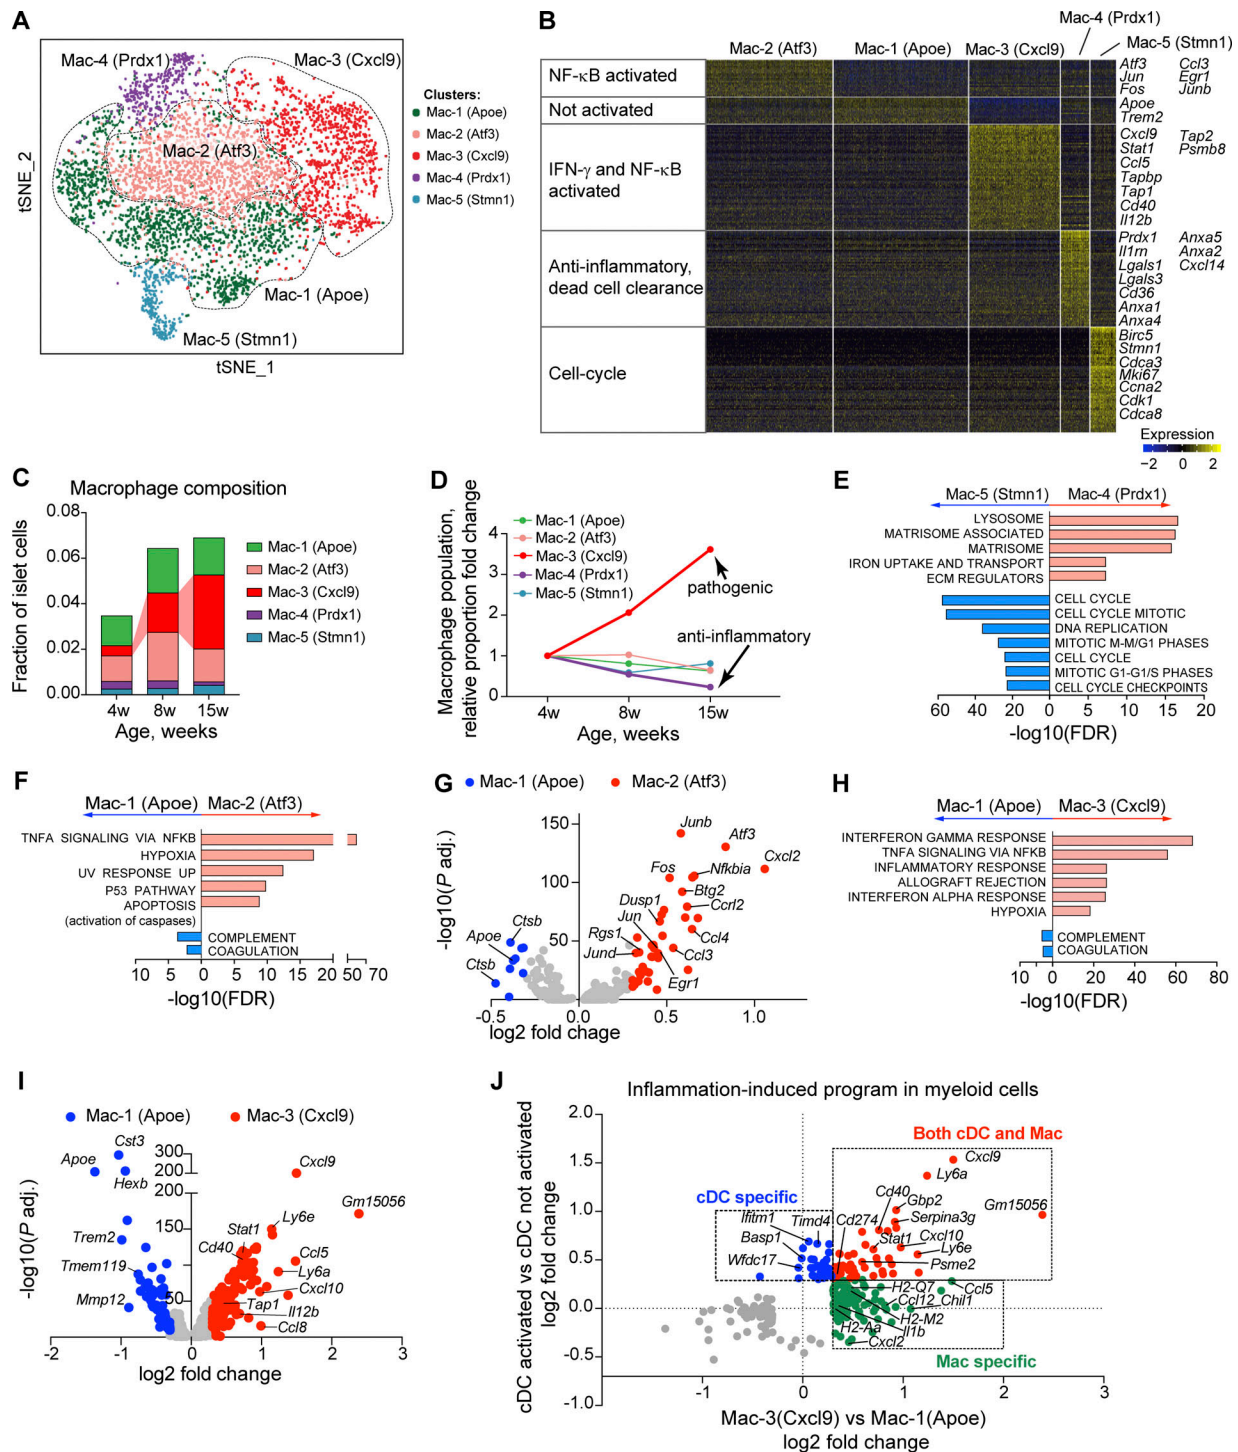 A
Mac-4 (Prdx1)
Mac-3 (Cxcl9)
Mac-2 (Atf3)
Mac-1 (Apoe)
Mac-5 (Stmn1)
tSNE_2
tSNE_1
Clusters:
Mac-1 (Apoe)
Mac-2 (Atf3)
Mac-3 (Cxcl9)
Mac-4 (Prdx1)
Mac-5 (Stmn1)
B
Mac-4 (Prdx1)
Mac-2 (Atf3) Mac-1 (Apoe) Mac-3 (Cxcl9) Mac-5 (Stmn1)
NF-κB activated
Atf3 Ccl3
Jun Egr1
Fos Junb
Not activated
Apoe
Trem2
IFN-γ and NF-κB
activated
Cxcl9 Tap2
Stat1 Psmb8
Ccl5
Tapbp
Tap1
Cd40
Il12b
Anti-inflammatory,
dead cell clearance
Prdx1 Anxa5
Il1rn Anxa2
Lgals1 Cxcl14
Lgals3
Cd36
Anxa1
Anxa4
Cell-cycle
Birc5
Stmn1
Cdca3
Mki67
Ccna2
Cdk1
Cdca8
Expression
−2 0 2
C
Macrophage composition
Fraction of islet cells
0.08
0.06
0.04
0.02
0.00
4w 8w 15w
Age, weeks
Mac-1 (Apoe)
Mac-2 (Atf3)
Mac-3 (Cxcl9)
Mac-4 (Prdx1)
Mac-5 (Stmn1)
D
Macrophage population,
relative proportion fold change
4
3
2
1
0
Mac-1 (Apoe)
Mac-2 (Atf3)
Mac-3 (Cxcl9)
Mac-4 (Prdx1)
Mac-5 (Stmn1)
pathogenic
anti-inflammatory
4w 8w 15w
Age, weeks
E
Mac-5 (Stmn1) Mac-4 (Prdx1)
LYSOSOME
MATRISOME ASSOCIATED
MATRISOME
IRON UPTAKE AND TRANSPORT
ECM REGULATORS
CELL CYCLE
CELL CYCLE MITOTIC
DNA REPLICATION
MITOTIC M-M/G1 PHASES
CELL CYCLE
MITOTIC G1-G1/S PHASES
CELL CYCLE CHECKPOINTS
60 40 20 0 5 10 15 20
-log10(FDR)
F
Mac-1 (Apoe) Mac-2 (Atf3)
TNFA SIGNALING VIA NFKB
HYPOXIA
UV RESPONSE UP
P53 PATHWAY
APOPTOSIS
(activation of caspases)
COMPLEMENT
COAGULATION
10 5 0 5 10 15 20 50 70
-log10(FDR)
G
Mac-1 (Apoe) Mac-2 (Atf3)
-log10(P adj.)
150
100
50
0
Junb
Atf3
Cxcl2
Fos
Nfkbia
Btg2
Dusp1
Ccrl2
Jun
Ctsb
Rgs1
Ccl4
Apoe
Jund
Ccl3
Ctsb
Egr1
-0.5 0.0 0.5 1.0
log2 fold chage
H
Mac-1 (Apoe) Mac-3 (Cxcl9)
INTERFERON GAMMA RESPONSE
TNFA SIGNALING VIA NFKB
INFLAMMATORY RESPONSE
ALLOGRAFT REJECTION
INTERFERON ALPHA RESPONSE
HYPOXIA
COMPLEMENT
COAGULATION
10 0 20 40 60 80
-log10(FDR)
I
Mac-1 (Apoe) Mac-3 (Cxcl9)
-log10(P adj.)
300
200
200
150
100
50
Cst3
Apoe
Hexb
Cxcl9
Gm15056
Trem2
Stat1
Ly6e
Cd40
Ccl5
Tmem119
Ly6a
Cxcl10
Mmp12
Tap1
Il12b
Ccl8
-2 -1 0 1 2 3
log2 fold change
J
Inflammation-induced program in myeloid cells
cDC activated vs cDC not activated
log2 fold change
2.0
1.5
1.0
0.5
0.0
-0.5
-1.0
Both cDC and Mac
Cxcl9
Ly6a
cDC specific
Cd40
Gbp2
Gm15056
Ifitm1
Timd4
Cd274
Serpina3g
Basp1
Stat1
Cxcl10
Ly6e
Wfdc17
Psme2
H2-Q7
Ccl5
Ccl12
Chil1
H2-Aa
H2-M2
Il1b
Cxcl2
Mac specific
-1 0 1 2 3
Mac-3(Cxcl9) vs Mac-1(Apoe)
log2 fold change